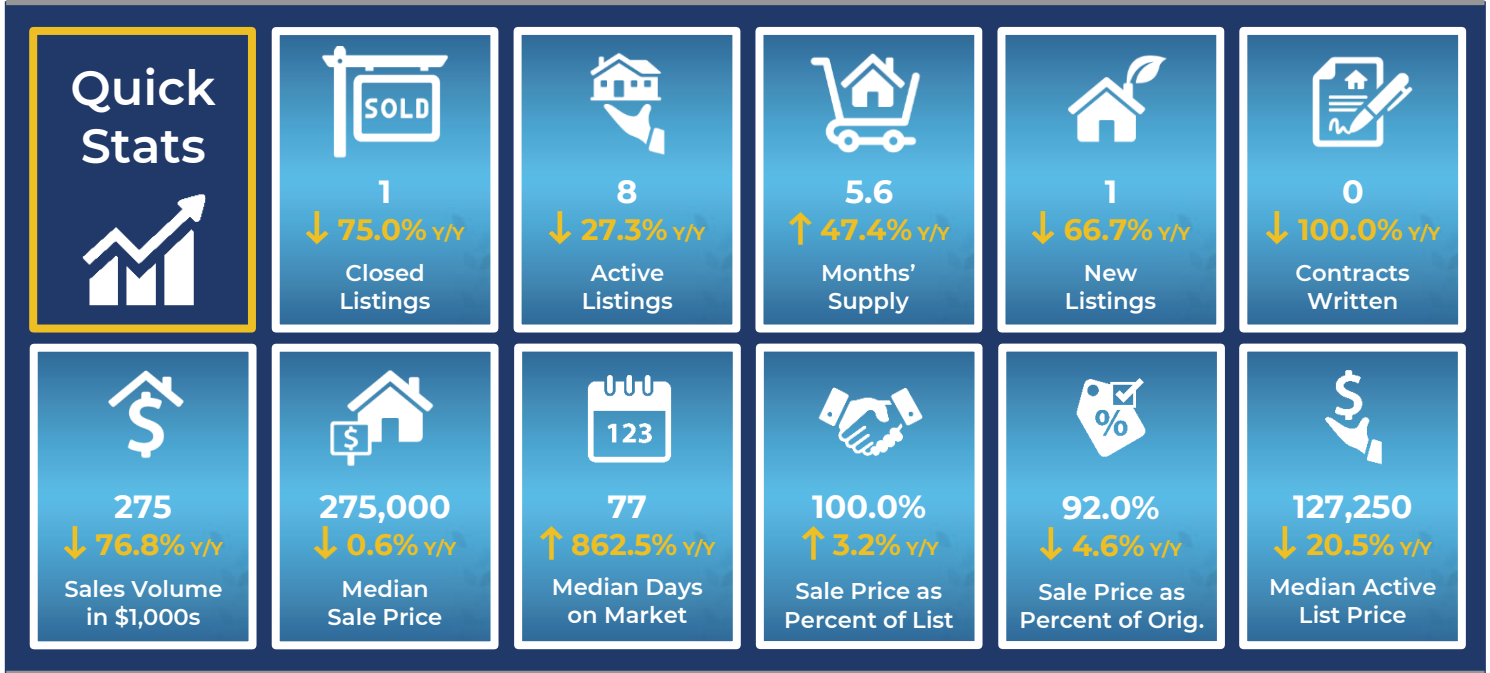 Quick
Stats
SOLD
1
↓ 75.0% Y/Y
Closed
Listings
8
↓ 27.3% Y/Y
Active
Listings
5.6
↑ 47.4% Y/Y
Months’
Supply
1
↓ 66.7% Y/Y
New
Listings
0
↓ 100.0% Y/Y
Contracts
Written
$
275
↓ 76.8% Y/Y
Sales Volume
in $1,000s
$
275,000
↓ 0.6% Y/Y
Median
Sale Price
123
77
↑ 862.5% Y/Y
Median Days
on Market
100.0%
↑ 3.2% Y/Y
Sale Price as
Percent of List
%
92.0%
↓ 4.6% Y/Y
Sale Price as
Percent of Orig.
$
127,250
↓ 20.5% Y/Y
Median Active
List Price